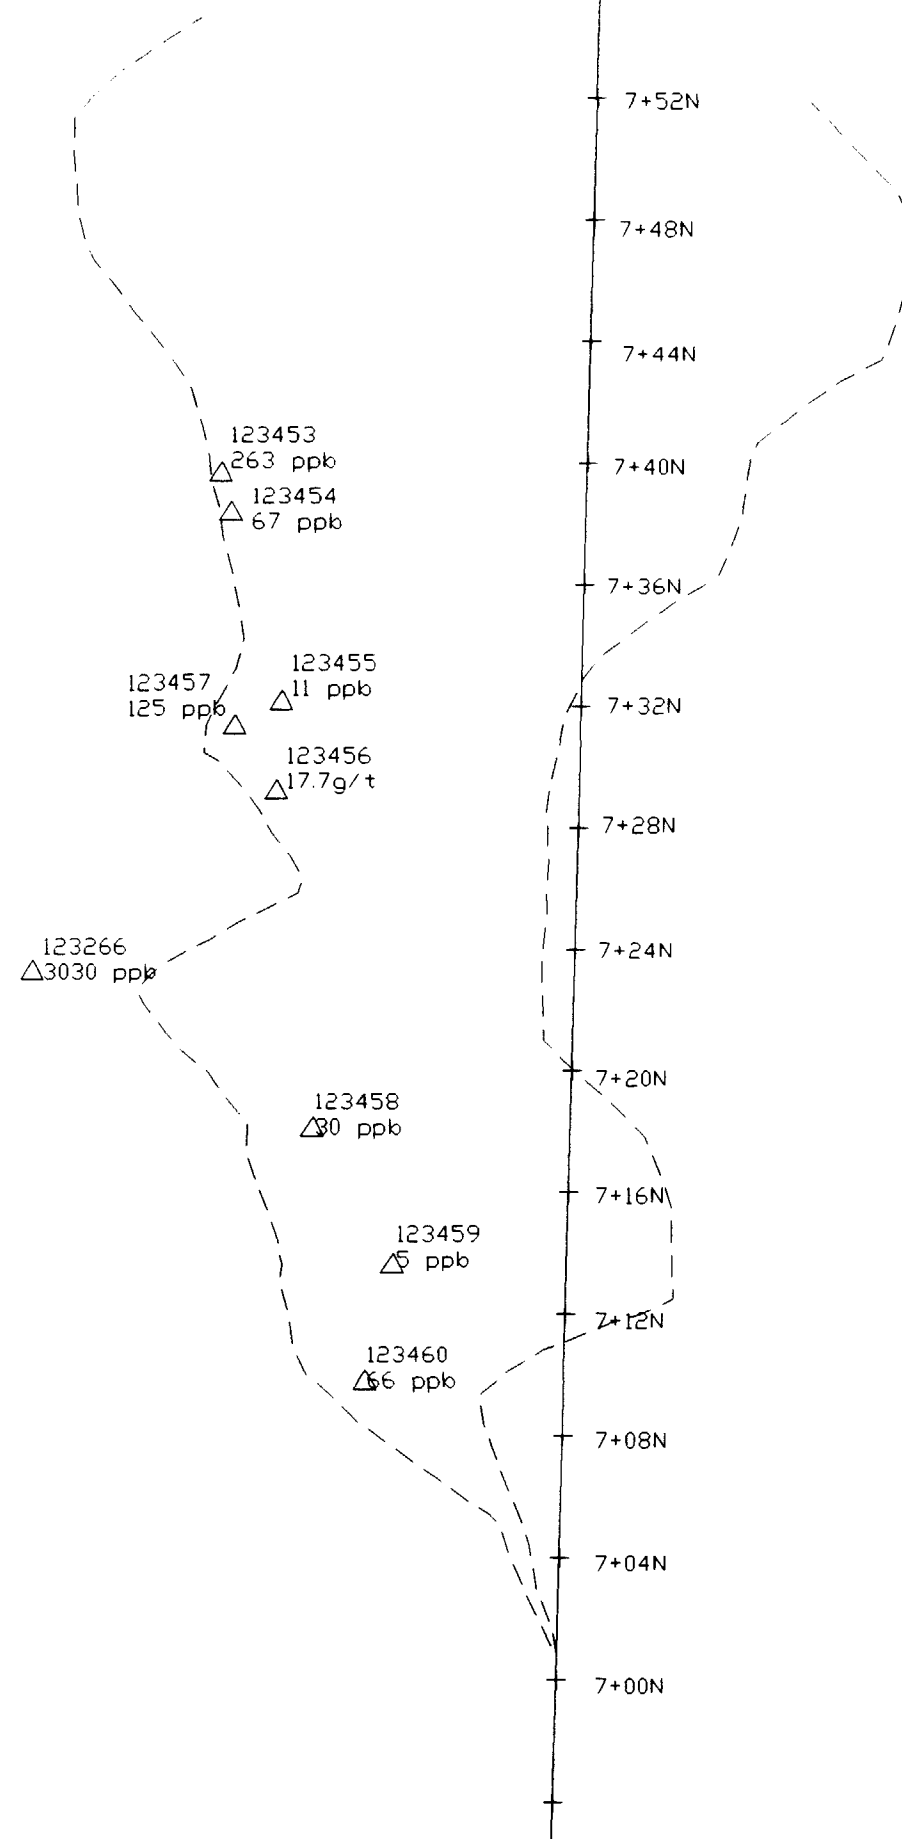 7+52N
7+48N
7+44N
123453
263 ppb
7+40N
123454
67 ppb
7+36N
123455
11 ppb
123457
125 ppb
7+32N
123456
17.7g/t
7+28N
123266
3030 ppb
7+24N
7+20N
123458
30 ppb
7+16N
123459
5 ppb
7+12N
123460
66 ppb
7+08N
7+04N
7+00N